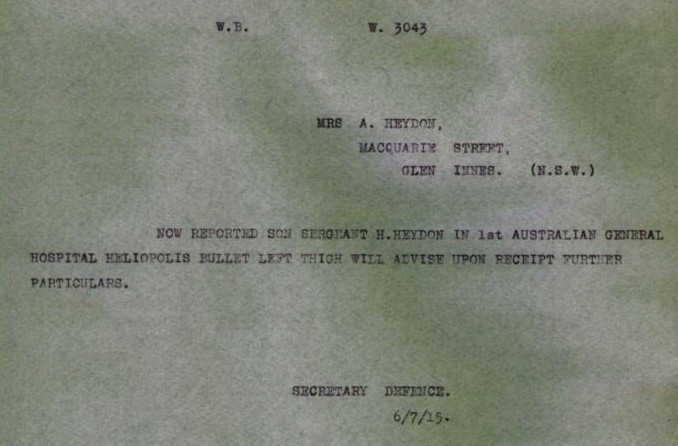 W.B. W. 3043
MRS A. HEYDON,
MACQUARIE STREET,
GLEN INNES. (N.S.W.)
NOW REPORTED SON SERGEANT H.HEYDON IN 1st AUSTRALIAN GENERAL
HOSPITAL HELIOPOLIS BULLET LEFT THIGH WILL ADVISE UPON RECEIPT FURTHER
PARTICULARS.
SECRETARY DEFENCE.
6/7/15.